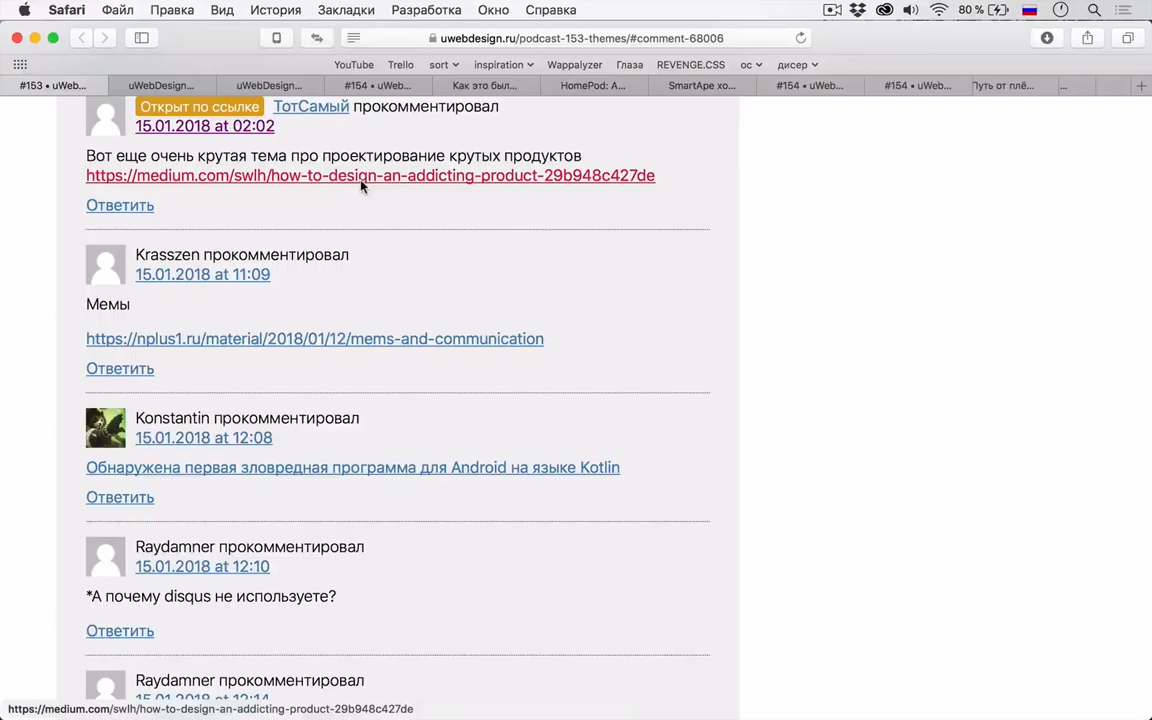 Safari Файл Правка Вид История Закладки Разработка Окно Справка 80 %
uwebdesign.ru/podcast-153-themes/#comment-68006
YouTube Trello sort inspiration Wappalyzer Глаза REVENGE.CSS ос дисер
#153 • uWeb... uWebDesign... uWebDesign... #154 • uWeb... Как это был... HomePod: A... SmartApe хо... #154 • uWeb... #154 • uWeb... Путь от плё... ...
Открыт по ссылке ТотСамый прокомментировал
15.01.2018 at 02:02
Вот еще очень крутая тема про проектирование крутых продуктов
https://medium.com/swlh/how-to-design-an-addicting-product-29b948c427de
Ответить
Krasszen прокомментировал
15.01.2018 at 11:09
Мемы
https://nplus1.ru/material/2018/01/12/mems-and-communication
Ответить
Konstantin прокомментировал
15.01.2018 at 12:08
Обнаружена первая зловредная программа для Android на языке Kotlin
Ответить
Raydamner прокомментировал
15.01.2018 at 12:10
*А почему disqus не используете?
Ответить
Raydamner прокомментировал
15.01.2018 at 12:14
https://medium.com/swlh/how-to-design-an-addicting-product-29b948c427de